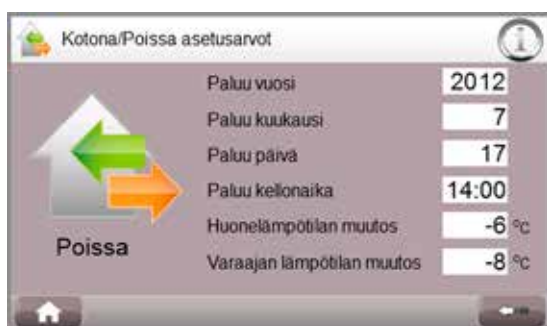 Kotona/Poissa asetusarvot
Paluu vuosi 2012
Paluu kuukausi 7
Paluu päivä 17
Paluu kellonaika 14:00
Huonelämpötilan muutos -6 °C
Poissa
Varaajan lämpötilan muutos -8 °C